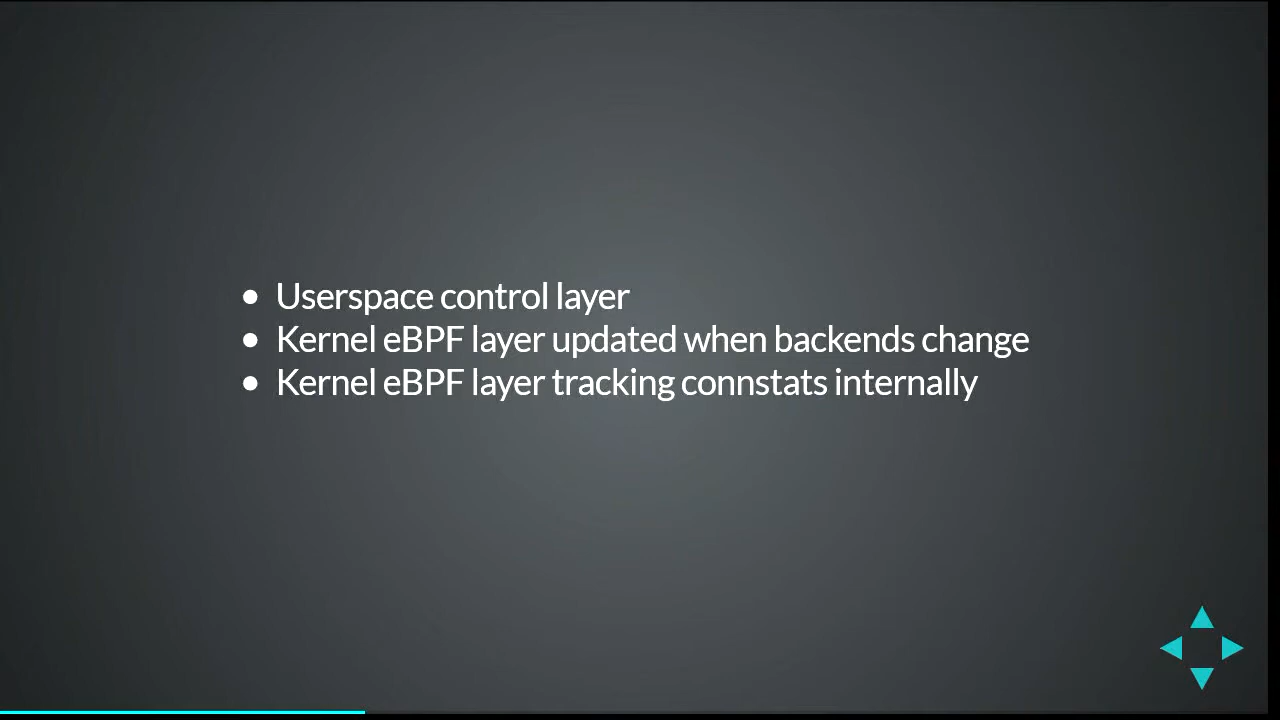 • Userspace control layer
• Kernel eBPF layer updated when backends change
• Kernel eBPF layer tracking connstats internally